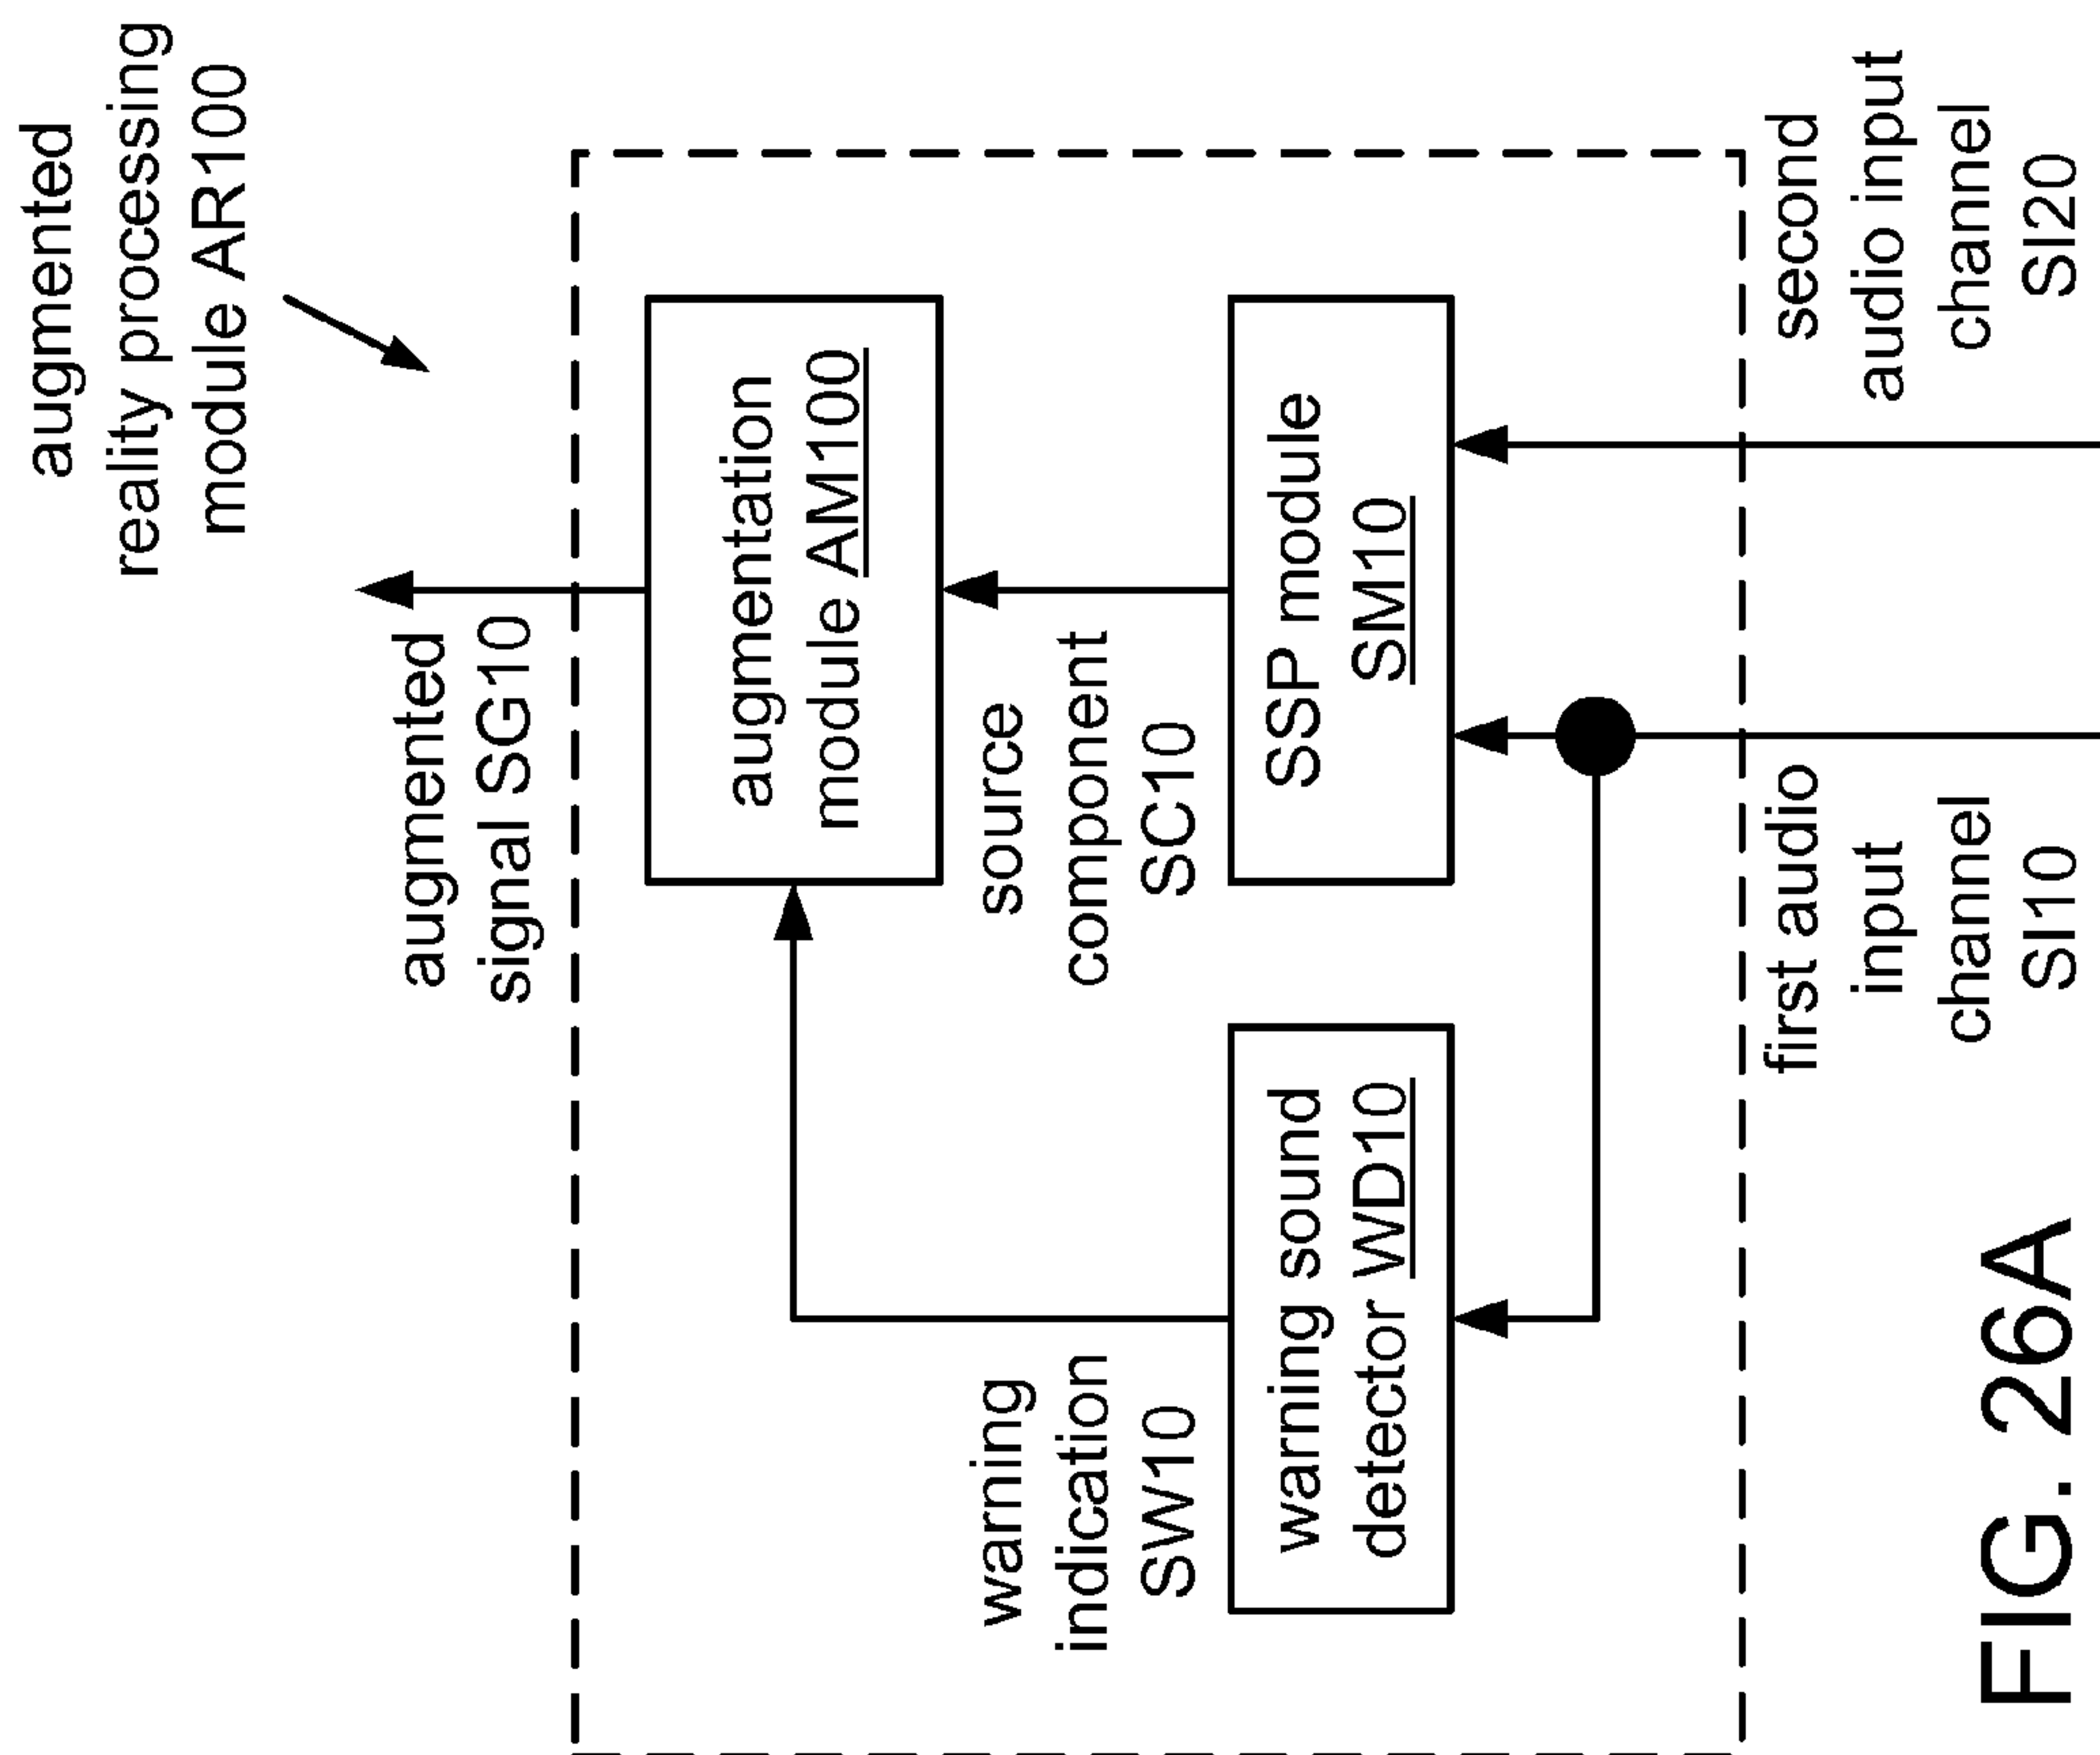 augmented
reality processing
module AR100
augmented
signal SG10
augmentation
module AM100
warning
indication
SW10
source
component
SC10
warning sound
detector WD10
SSP module
SM10
first audio
input
channel
SI10
second
audio input
channel
SI20
FIG. 26A